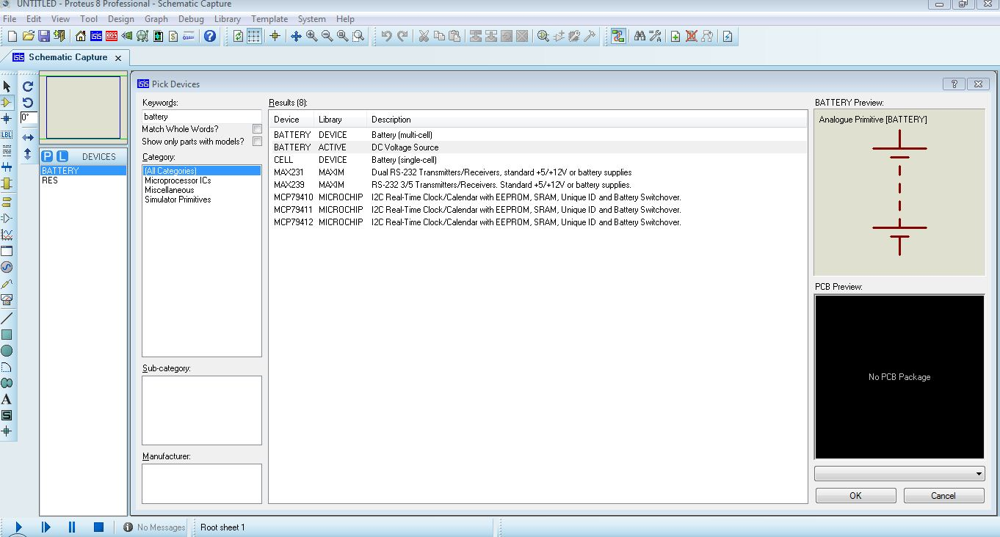 UNTITLED - Proteus 8 Professional - Schematic Capture
File Edit View Tool Design Graph Debug Library Template System Help
Schematic Capture
Pick Devices
0°
LBL
P L DEVICES
BATTERY
RES
Keywords:
battery
Match Whole Words?
Show only parts with models?
Category:
(All Categories)
Microprocessor ICs
Miscellaneous
Simulator Primitives
Sub-category:
Manufacturer:
Results (8):
Device Library Description
BATTERY DEVICE Battery (multi-cell)
BATTERY ACTIVE DC Voltage Source
CELL DEVICE Battery (single-cell)
MAX231 MAXIM Dual RS-232 Transmitters/Receivers, standard +5/+12V or battery supplies
MAX239 MAXIM RS-232 3/5 Transmitters/Receivers. Standard +5/+12V or battery supplies.
MCP79410 MICROCHIP I2C Real-Time Clock/Calendar with EEPROM, SRAM, Unique ID and Battery Switchover.
MCP79411 MICROCHIP I2C Real-Time Clock/Calendar with EEPROM, SRAM, Unique ID and Battery Switchover.
MCP79412 MICROCHIP I2C Real-Time Clock/Calendar with EEPROM, SRAM, Unique ID and Battery Switchover.
BATTERY Preview:
Analogue Primitive [BATTERY]
PCB Preview:
No PCB Package
OK Cancel
No Messages Root sheet 1